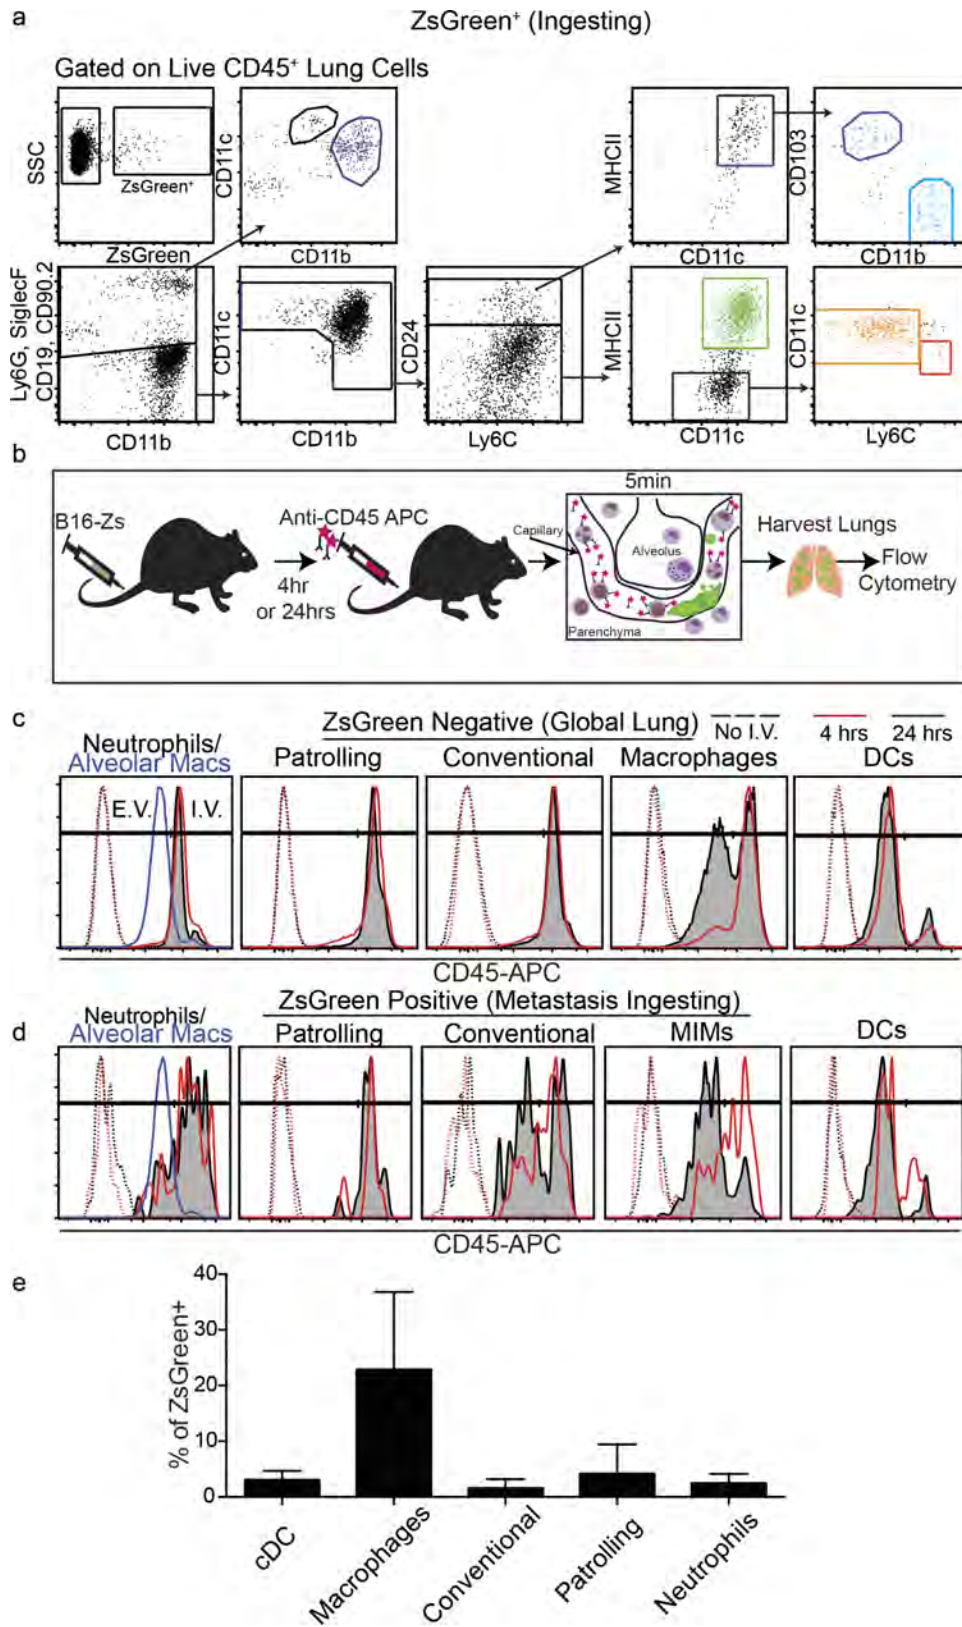 a
ZsGreen⁺ (Ingesting)
Gated on Live CD45⁺ Lung Cells
SSC
ZsGreen⁺
ZsGreen
CD11c
CD11b
MHCII
CD11c
CD103
CD11b
Ly6G, SiglecF
CD19, CD90.2
CD11b
CD11c
CD11b
CD24
Ly6C
MHCII
CD11c
CD11c
Ly6C
b
B16-Zs
4hr
or 24hrs
Anti-CD45 APC
5min
Capillary
Alveolus
Parenchyma
Harvest Lungs
Flow
Cytometry
c
ZsGreen Negative (Global Lung)
No I.V.
4 hrs
24 hrs
Neutrophils/
Alveolar Macs
Patrolling
Conventional
Macrophages
DCs
E.V.
I.V.
CD45-APC
d
ZsGreen Positive (Metastasis Ingesting)
Neutrophils/
Alveolar Macs
Patrolling
Conventional
MIMs
DCs
CD45-APC
e
% of ZsGreen+
40
30
20
10
0
cDC
Macrophages
Conventional
Patrolling
Neutrophils